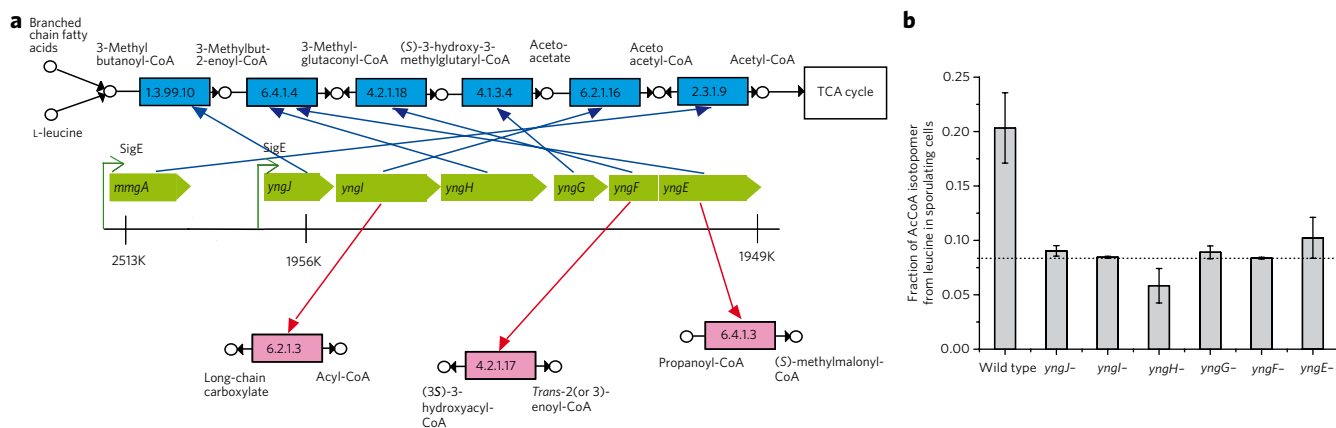 a
Branched
chain fatty
acids
3-Methyl
butanoyl-CoA
3-Methylbut-
2-enoyl-CoA
3-Methyl-
glutaconyl-CoA
(S)-3-hydroxy-3-
methylglutaryl-CoA
Aceto-
acetate
Aceto
acetyl-CoA
Acetyl-CoA
1.3.99.10
6.4.1.4
4.2.1.18
4.1.3.4
6.2.1.16
2.3.1.9
TCA cycle
L-leucine
SigE
SigE
mmgA
yngJ
yngI
yngH
yngG
yngF
yngE
2513K
1956K
1949K
6.2.1.3
Long-chain
carboxylate
Acyl-CoA
4.2.1.17
(3S)-3-
hydroxyacyl-
CoA
Trans-2(or 3)-
enoyl-CoA
6.4.1.3
Propanoyl-CoA
(S)-methylmalonyl-
CoA
b
Fraction of AcCoA isotopomer
from leucine in sporulating cells
0.25
0.20
0.15
0.10
0.05
0.00
Wild type
yngJ–
yngI–
yngH–
yngG–
yngF–
yngE–